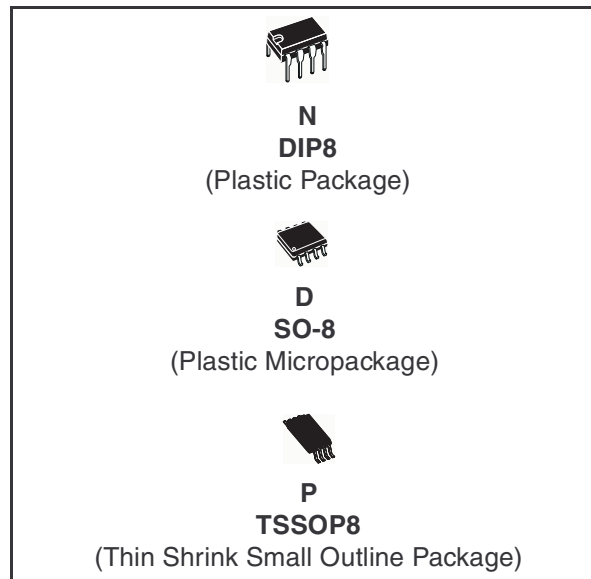 N
DIP8
(Plastic Package)
D
SO-8
(Plastic Micropackage)
P
TSSOP8
(Thin Shrink Small Outline Package)